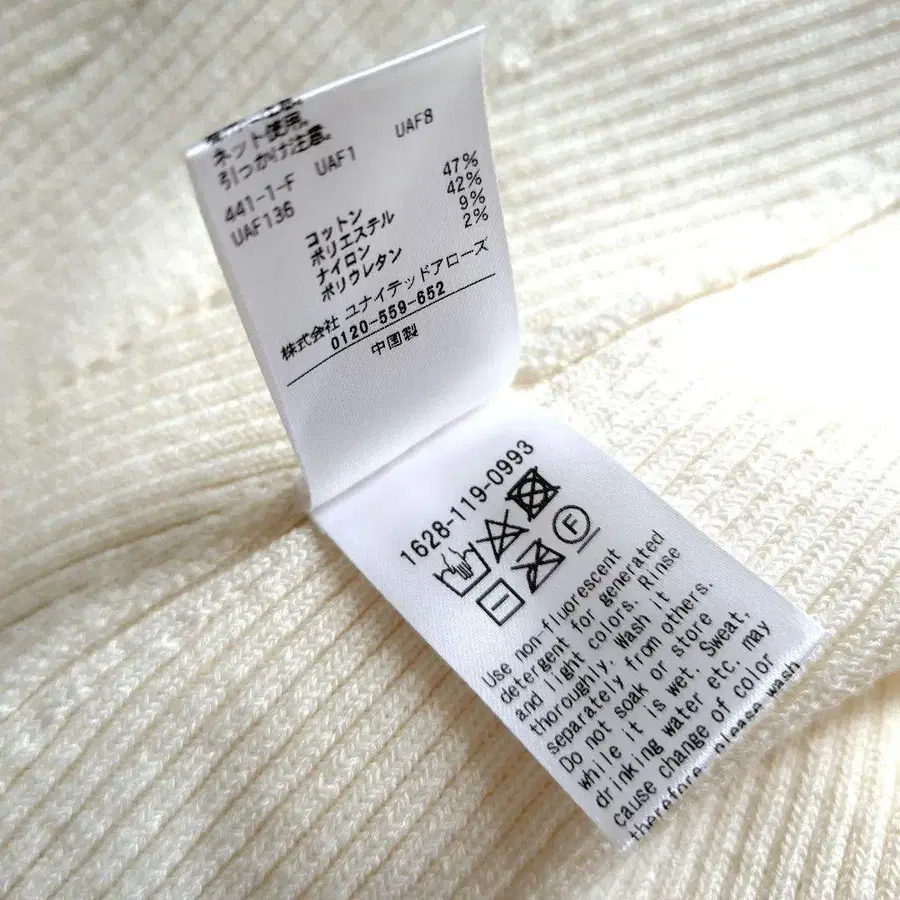 ネット使用。
引っかけ注意。
441-1-F UAF1 UAF8
UAF136
コットン 47%
ポリエステル 42%
ナイロン 9%
ポリウレタン 2%
株式会社 ユナイテッドアローズ
0120-559-652
中国製
1628-119-0993
F
Use non-fluorescent
detergent for generated
and light colors. Rinse
thoroughly. Wash it
separately from others.
Do not soak or store
while it is wet. Sweat,
drinking water etc. may
cause change of color
therefore, please wash